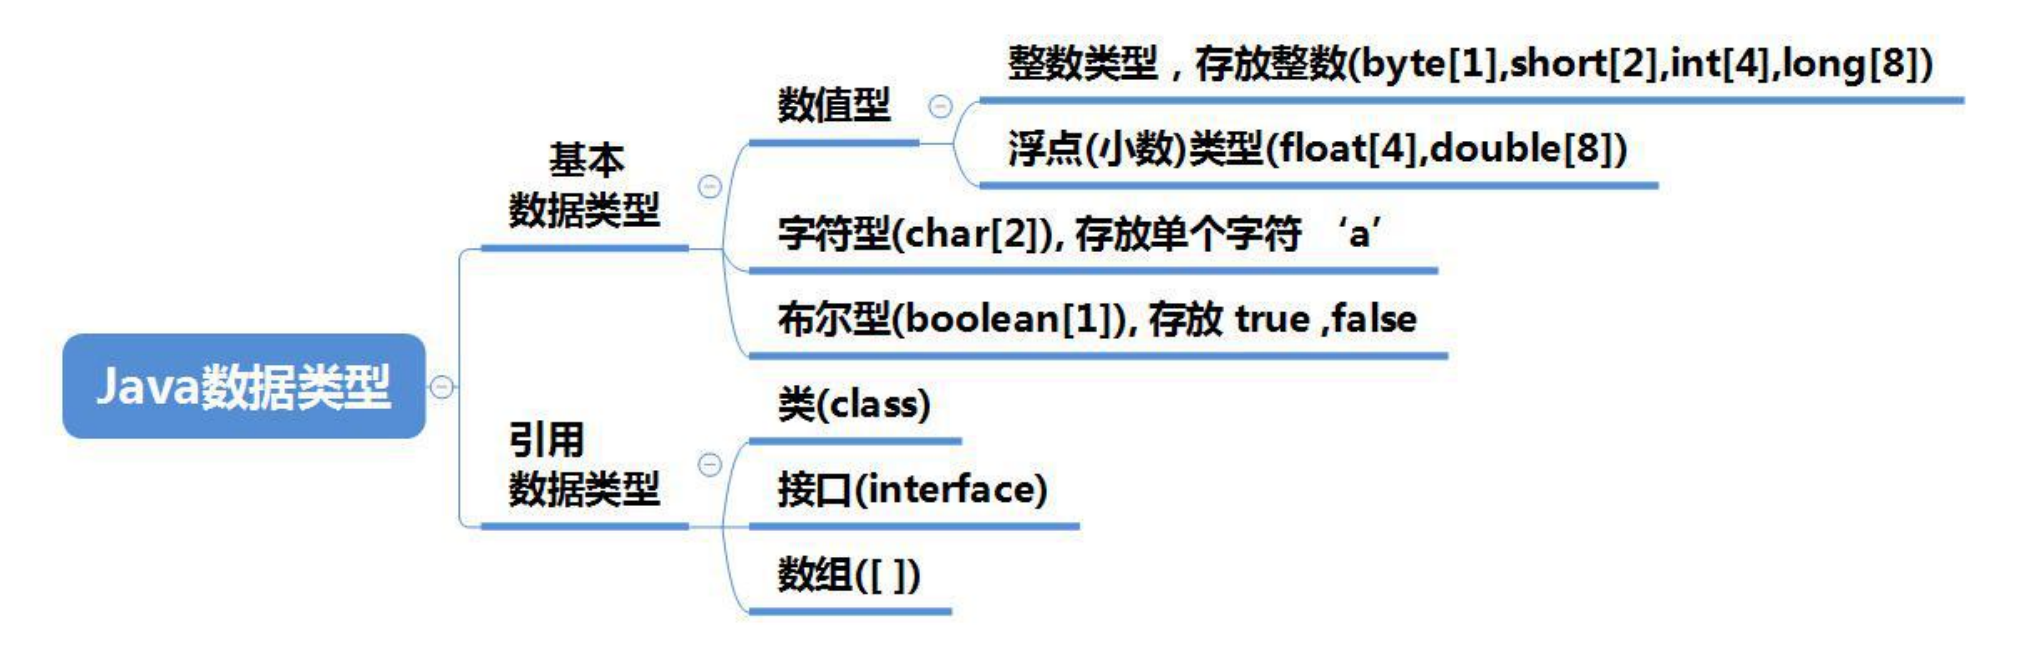 整数类型，存放整数(byte[1],short[2],int[4],long[8])
数值型
浮点(小数)类型(float[4],double[8])
基本
数据类型
字符型(char[2]), 存放单个字符 ‘a’
布尔型(boolean[1]), 存放 true ,false
Java数据类型
类(class)
引用
数据类型
接口(interface)
数组([ ])